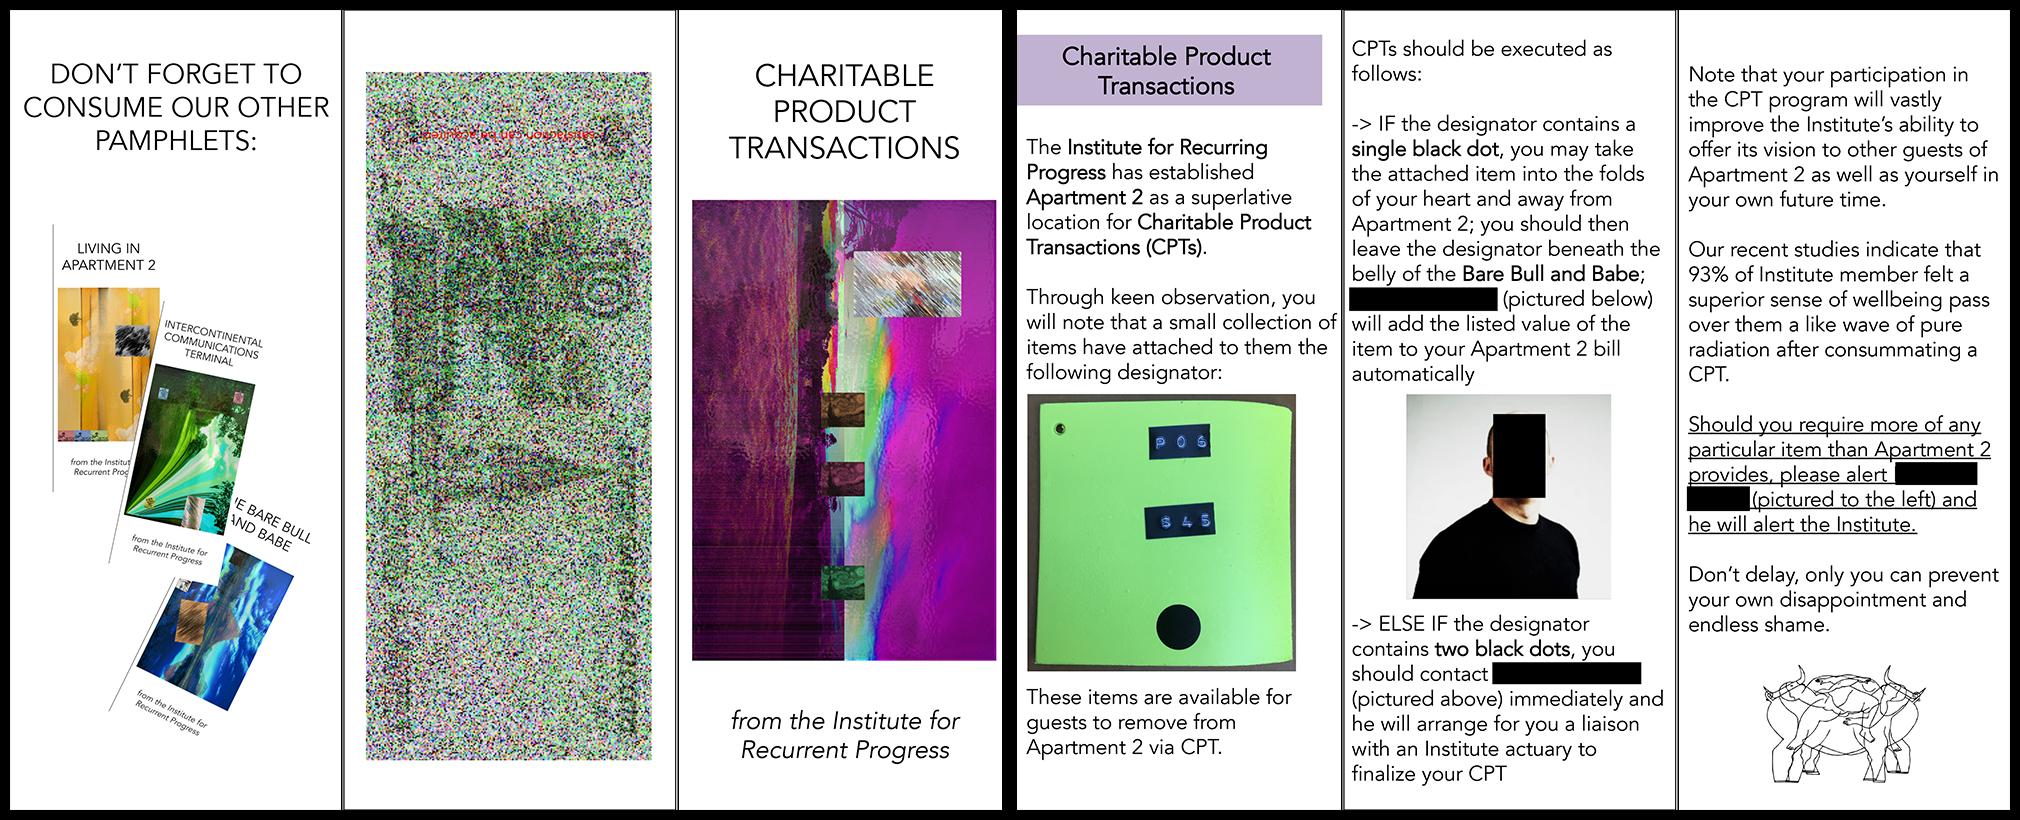 DON'T FORGET TO
CONSUME OUR OTHER
PAMPHLETS:
LIVING IN
APARTMENT 2
from the Institut
Recurrent Prog
INTERCONTINENTAL
COMMUNICATIONS
TERMINAL
from the Institute for
Recurrent Progress
E BARE BULL
AND BABE
from the Institute for
Recurrent Progress
CHARITABLE
PRODUCT
TRANSACTIONS
from the Institute for
Recurrent Progress
Charitable Product
Transactions
The Institute for Recurring
Progress has established
Apartment 2 as a superlative
location for Charitable Product
Transactions (CPTs).
Through keen observation, you
will note that a small collection of
items have attached to them the
following designator:
P06
S45
These items are available for
guests to remove from
Apartment 2 via CPT.
CPTs should be executed as
follows:
-> IF the designator contains a
single black dot, you may take
the attached item into the folds
of your heart and away from
Apartment 2; you should then
leave the designator beneath the
belly of the Bare Bull and Babe;
(pictured below)
will add the listed value of the
item to your Apartment 2 bill
automatically
-> ELSE IF the designator
contains two black dots, you
should contact
(pictured above) immediately and
he will arrange for you a liaison
with an Institute actuary to
finalize your CPT
Note that your participation in
the CPT program will vastly
improve the Institute's ability to
offer its vision to other guests of
Apartment 2 as well as yourself in
your own future time.
Our recent studies indicate that
93% of Institute member felt a
superior sense of wellbeing pass
over them a like wave of pure
radiation after consummating a
CPT.
Should you require more of any
particular item than Apartment 2
provides, please alert
(pictured to the left) and
he will alert the Institute.
Don't delay, only you can prevent
your own disappointment and
endless shame.